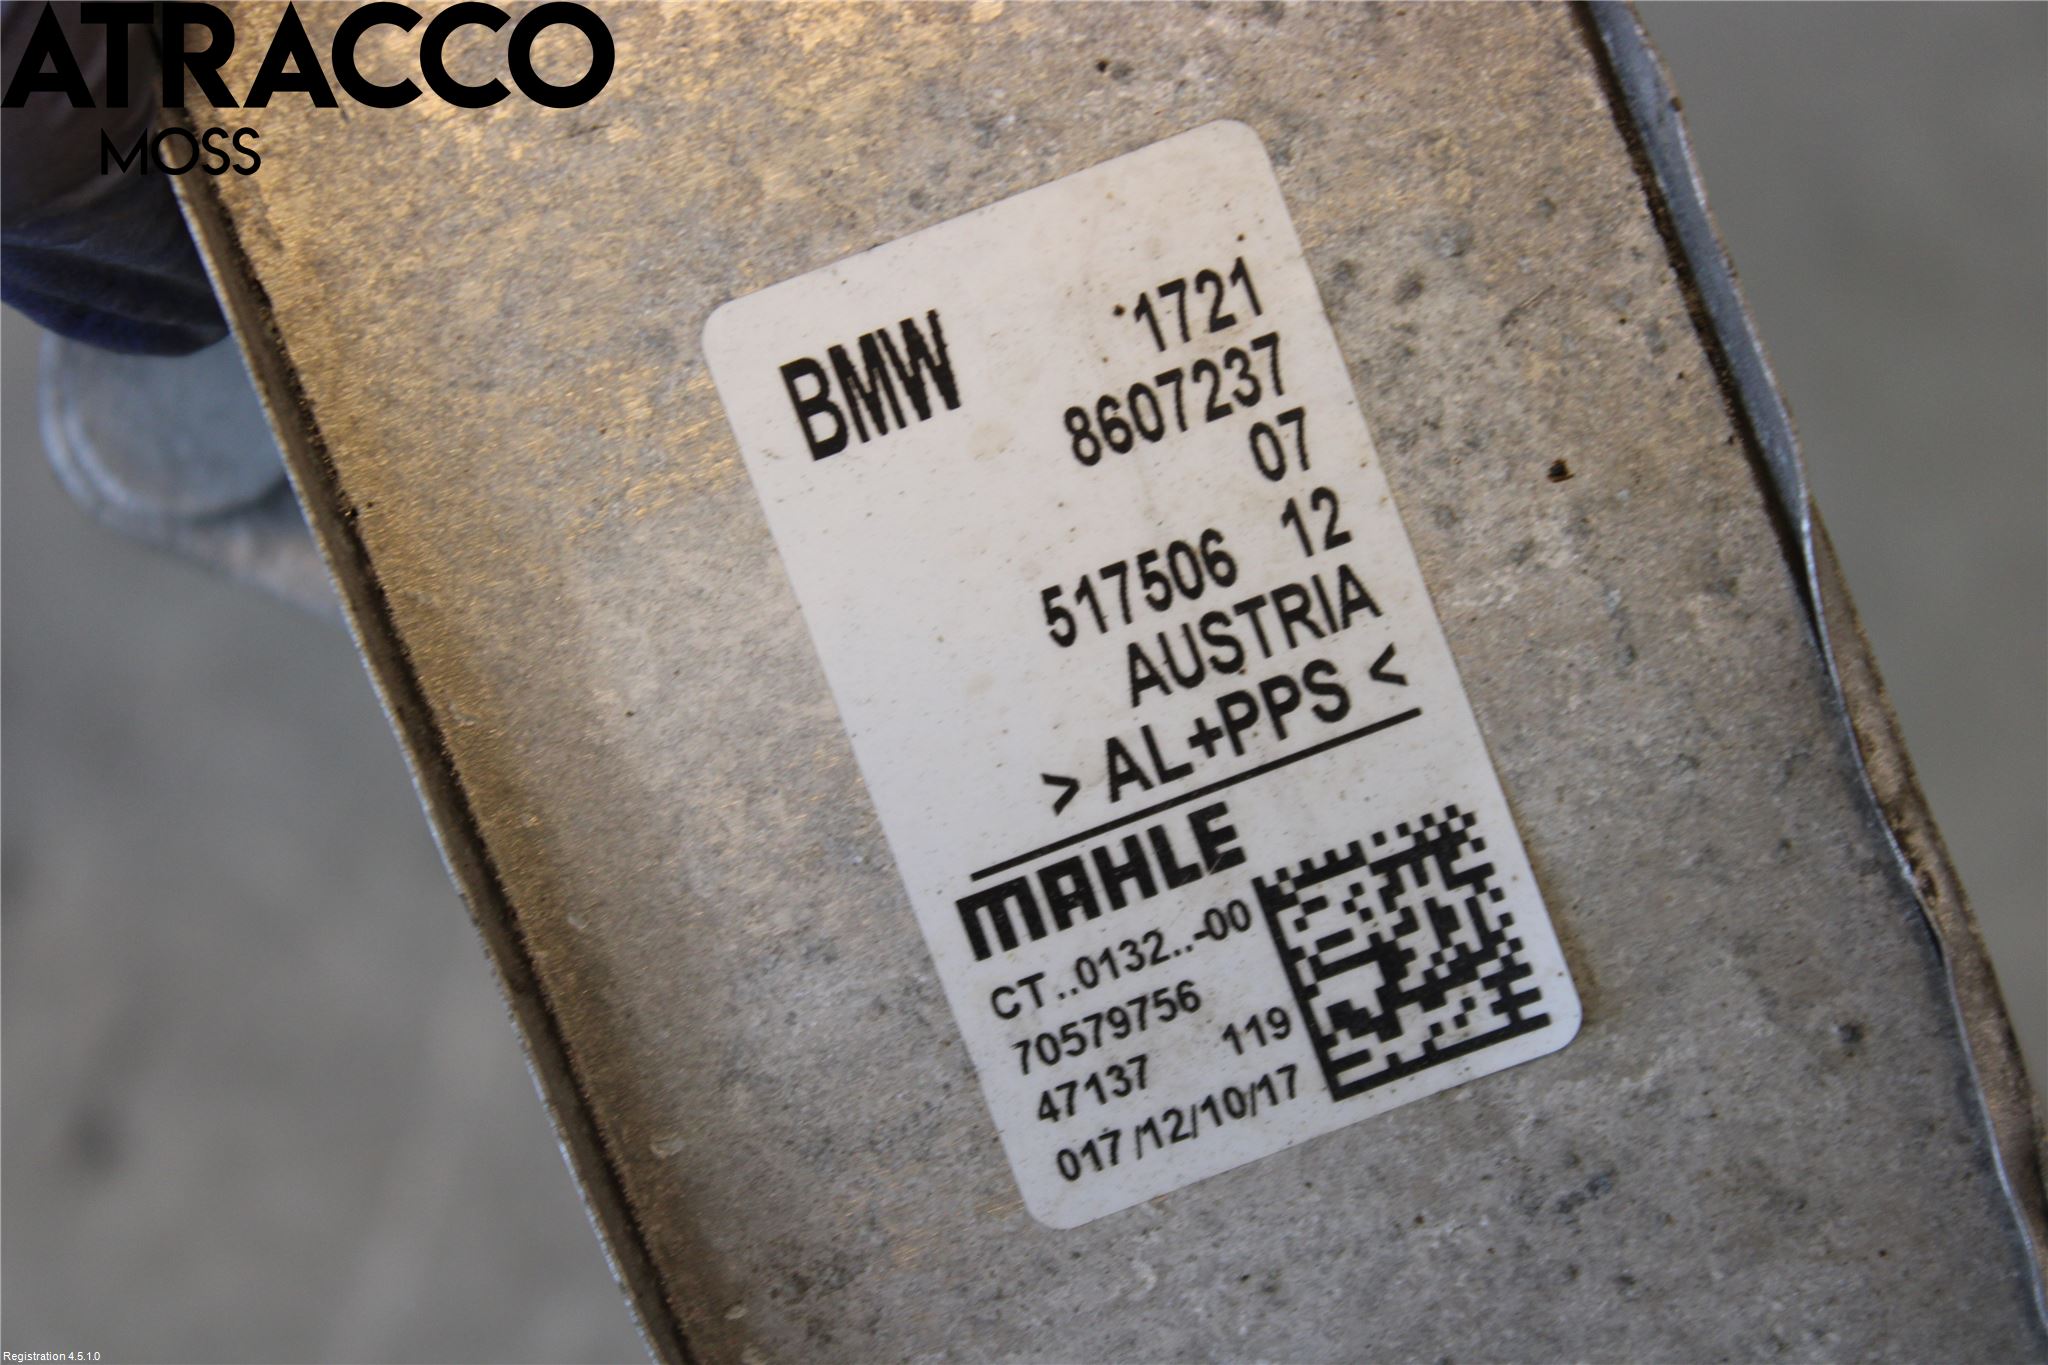 ATRACCO
MOSS
BMW 1721
8607237
07
517506 12
AUSTRIA
> AL+PPS <
MAHLE
CT..0132..-00
70579756
47137 119
017/12/10/17
Registration 4.5.1.0